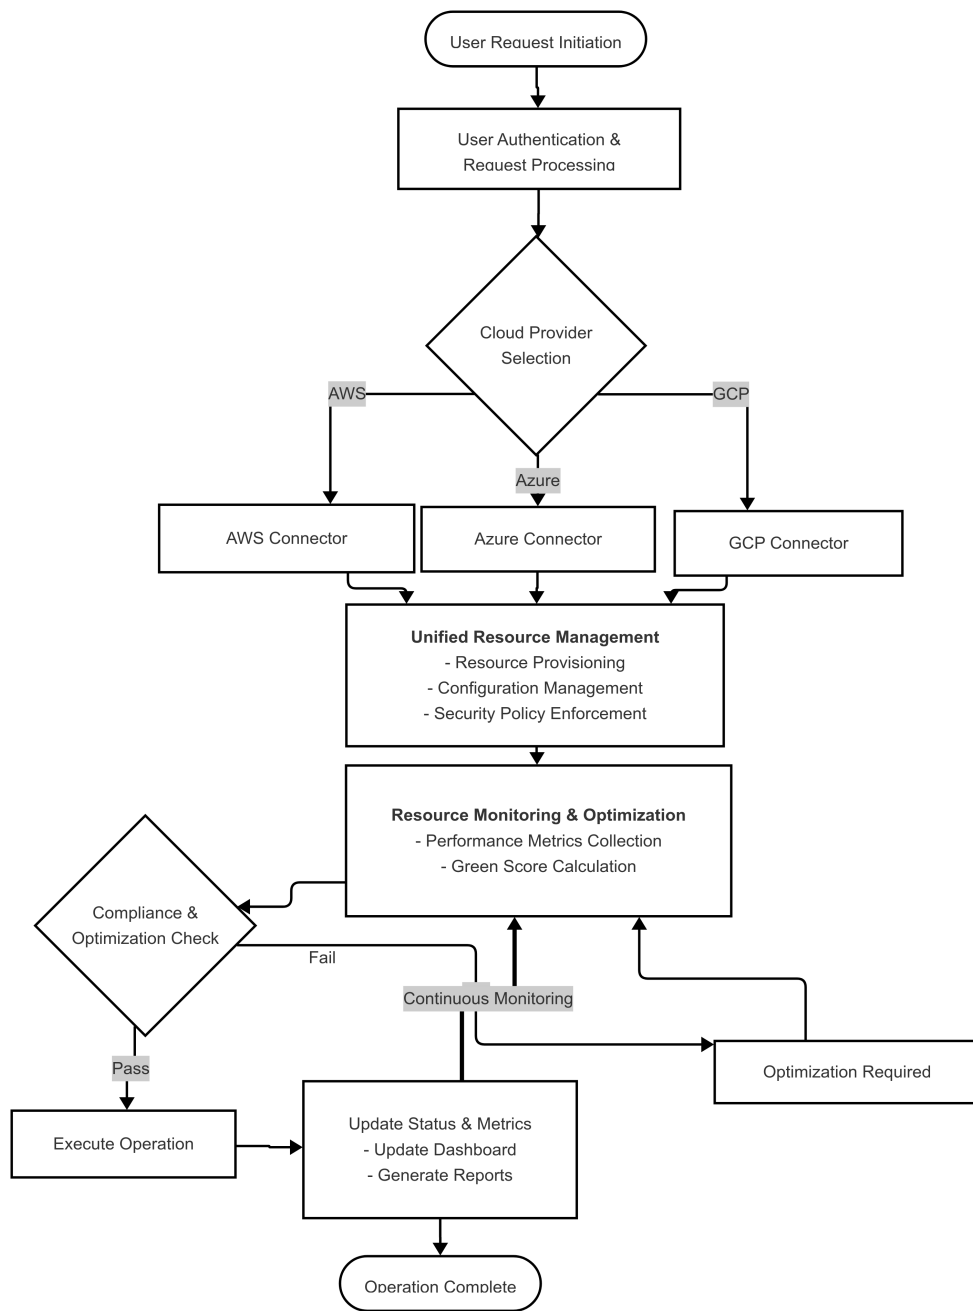 User Request Initiation
User Authentication &
Request Processing
Cloud Provider
Selection
AWS
GCP
Azure
AWS Connector
Azure Connector
GCP Connector
Unified Resource Management
- Resource Provisioning
- Configuration Management
- Security Policy Enforcement
Resource Monitoring & Optimization
- Performance Metrics Collection
- Green Score Calculation
Compliance &
Optimization Check
Fail
Continuous Monitoring
Pass
Optimization Required
Execute Operation
Update Status & Metrics
- Update Dashboard
- Generate Reports
Operation Complete